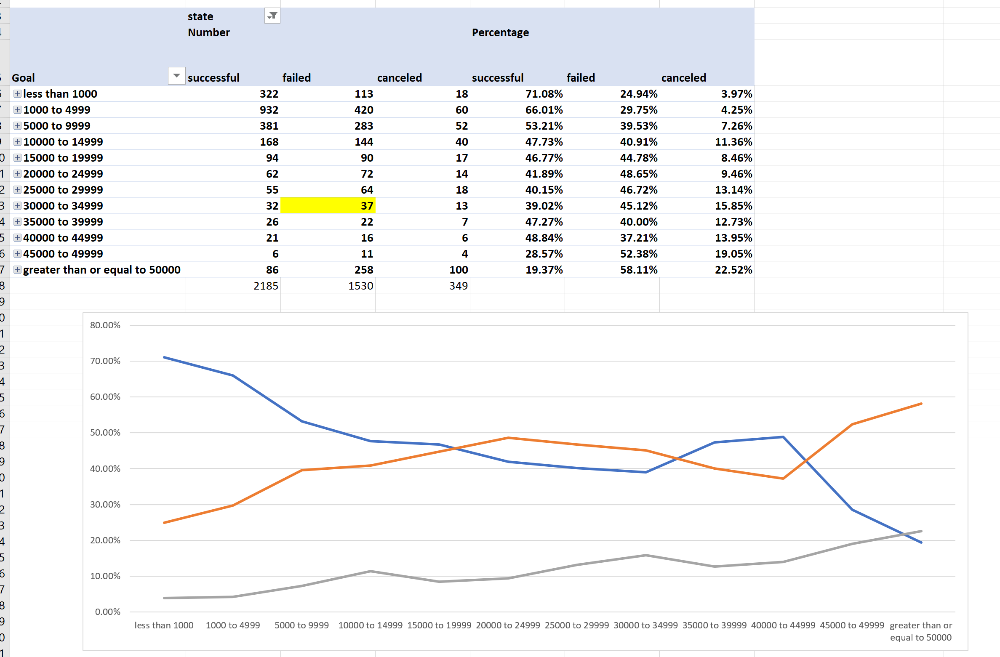 state
Number Percentage
Goal successful failed canceled successful failed canceled
less than 1000 322 113 18 71.08% 24.94% 3.97%
1000 to 4999 932 420 60 66.01% 29.75% 4.25%
5000 to 9999 381 283 52 53.21% 39.53% 7.26%
10000 to 14999 168 144 40 47.73% 40.91% 11.36%
15000 to 19999 94 90 17 46.77% 44.78% 8.46%
20000 to 24999 62 72 14 41.89% 48.65% 9.46%
25000 to 29999 55 64 18 40.15% 46.72% 13.14%
30000 to 34999 32 37 13 39.02% 45.12% 15.85%
35000 to 39999 26 22 7 47.27% 40.00% 12.73%
40000 to 44999 21 16 6 48.84% 37.21% 13.95%
45000 to 49999 6 11 4 28.57% 52.38% 19.05%
greater than or equal to 50000 86 258 100 19.37% 58.11% 22.52%
2185 1530 349
80.00%
70.00%
60.00%
50.00%
40.00%
30.00%
20.00%
10.00%
0.00%
less than 1000 1000 to 4999 5000 to 9999 10000 to 14999 15000 to 19999 20000 to 24999 25000 to 29999 30000 to 34999 35000 to 39999 40000 to 44999 45000 to 49999 greater than or
equal to 50000